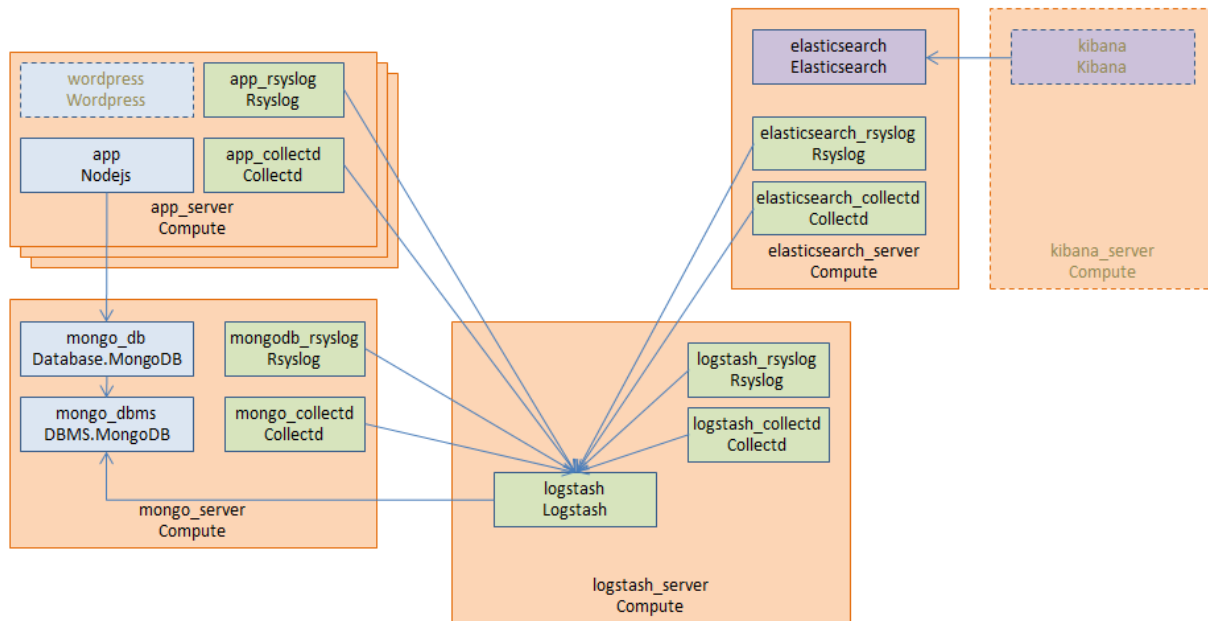 wordpress
Wordpress
app_rsyslog
Rsyslog
app
Nodejs
app_collectd
Collectd
app_server
Compute
mongo_db
Database.MongoDB
mongodb_rsyslog
Rsyslog
mongo_dbms
DBMS.MongoDB
mongo_collectd
Collectd
mongo_server
Compute
elasticsearch
Elasticsearch
elasticsearch_rsyslog
Rsyslog
elasticsearch_collectd
Collectd
elasticsearch_server
Compute
kibana
Kibana
kibana_server
Compute
logstash_rsyslog
Rsyslog
logstash_collectd
Collectd
logstash
Logstash
logstash_server
Compute